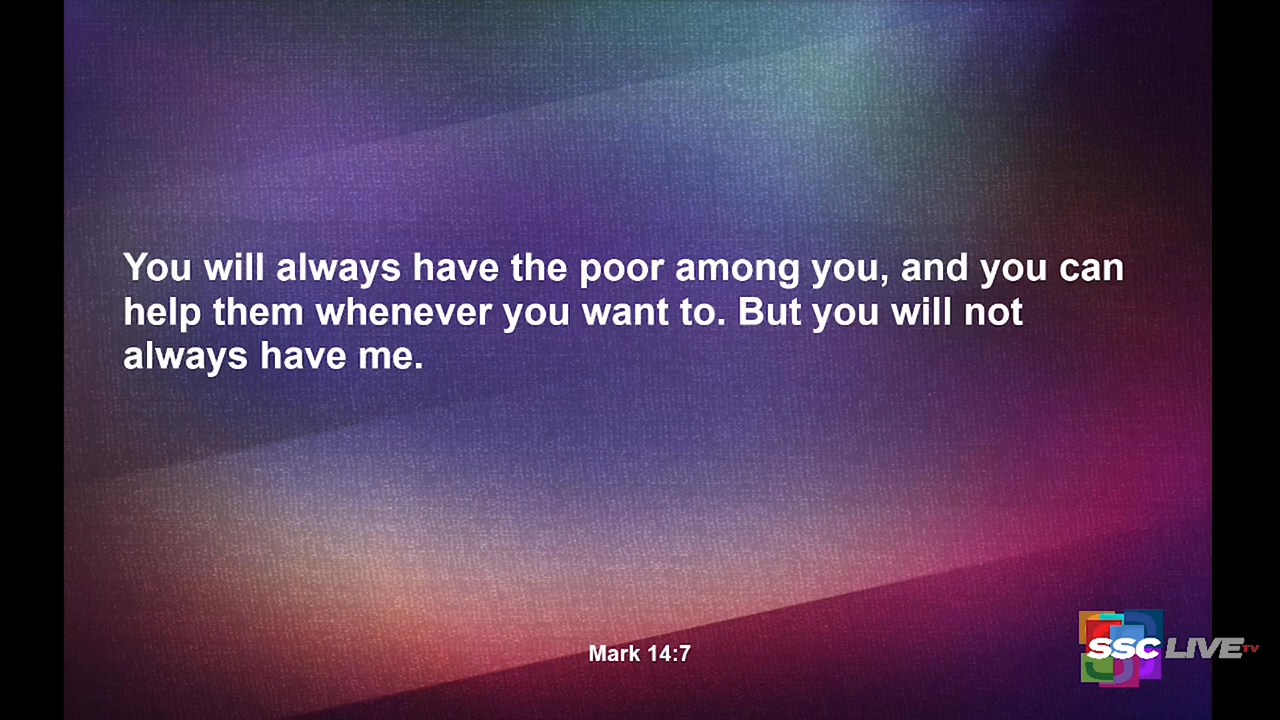 You will always have the poor among you, and you can
help them whenever you want to. But you will not
always have me.
Mark 14:7
SSC LIVE TV